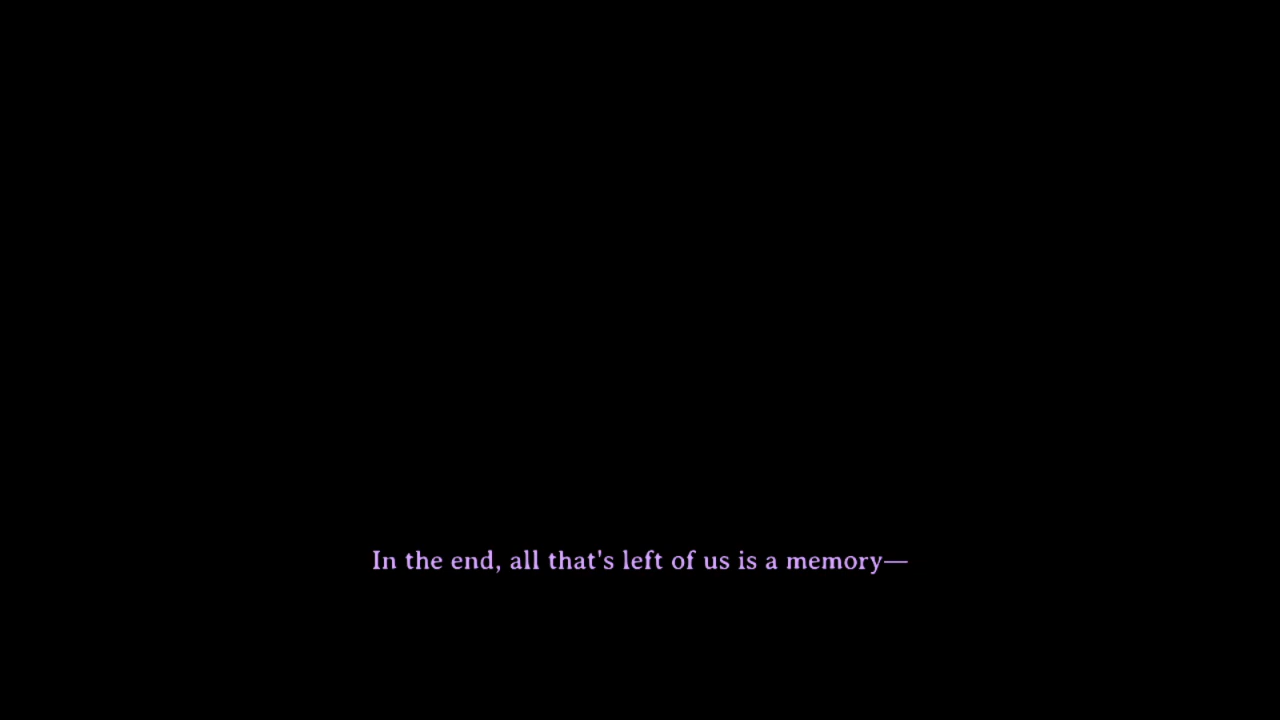 In the end, all that's left of us is a memory—